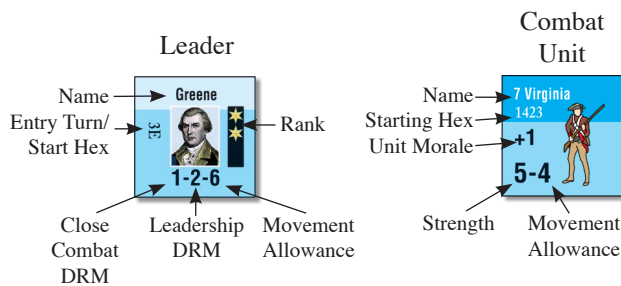 Leader
Name
Entry Turn/
Start Hex
Greene
3E
1-2-6
Rank
Close
Combat
DRM
Leadership
DRM
Movement
Allowance
Combat
Unit
Name
Starting Hex
Unit Morale
7 Virginia
1423
+1
5-4
Strength
Movement
Allowance